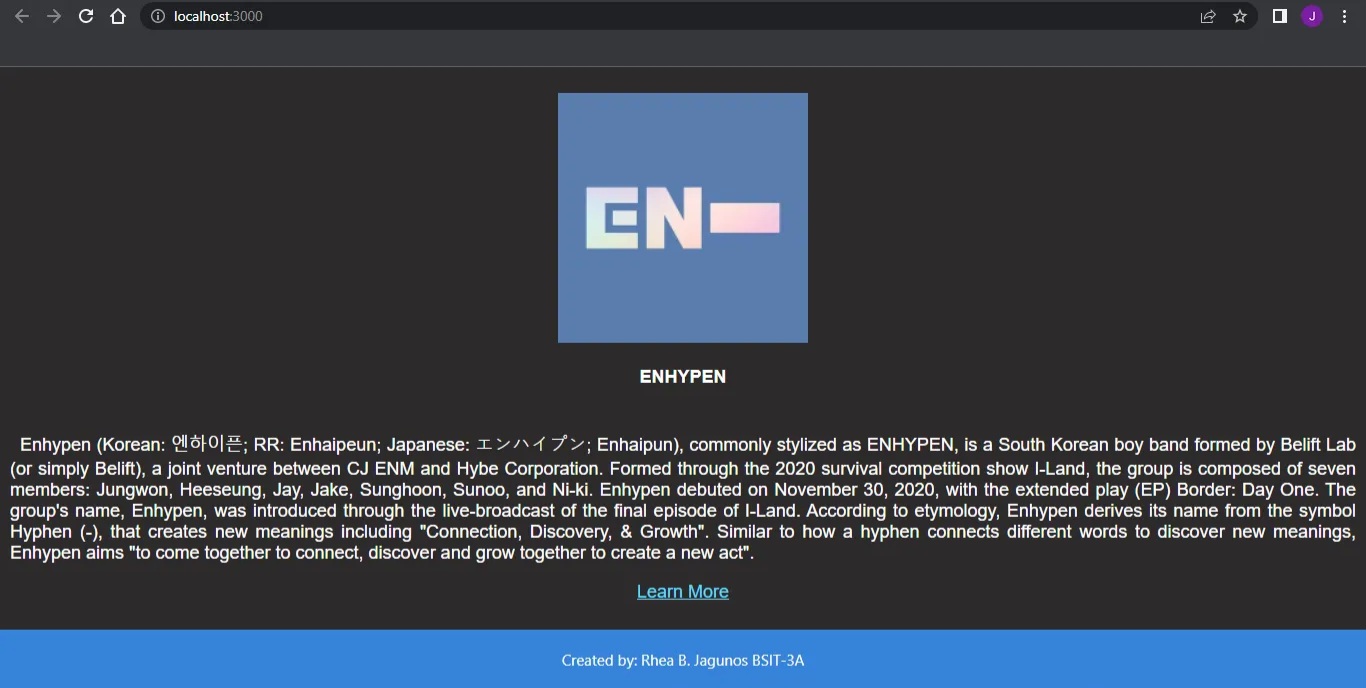 localhost:3000
J
EN-
ENHYPEN
Enhypen (Korean: 엔하이픈; RR: Enhaipeun; Japanese: エンハイプン; Enhaipun), commonly stylized as ENHYPEN, is a South Korean boy band formed by Belift Lab
(or simply Belift), a joint venture between CJ ENM and Hybe Corporation. Formed through the 2020 survival competition show I-Land, the group is composed of seven
members: Jungwon, Heeseung, Jay, Jake, Sunghoon, Sunoo, and Ni-ki. Enhypen debuted on November 30, 2020, with the extended play (EP) Border: Day One. The
group's name, Enhypen, was introduced through the live-broadcast of the final episode of I-Land. According to etymology, Enhypen derives its name from the symbol
Hyphen (-), that creates new meanings including "Connection, Discovery, & Growth". Similar to how a hyphen connects different words to discover new meanings,
Enhypen aims "to come together to connect, discover and grow together to create a new act".
Learn More
Created by: Rhea B. Jagunos BSIT-3A